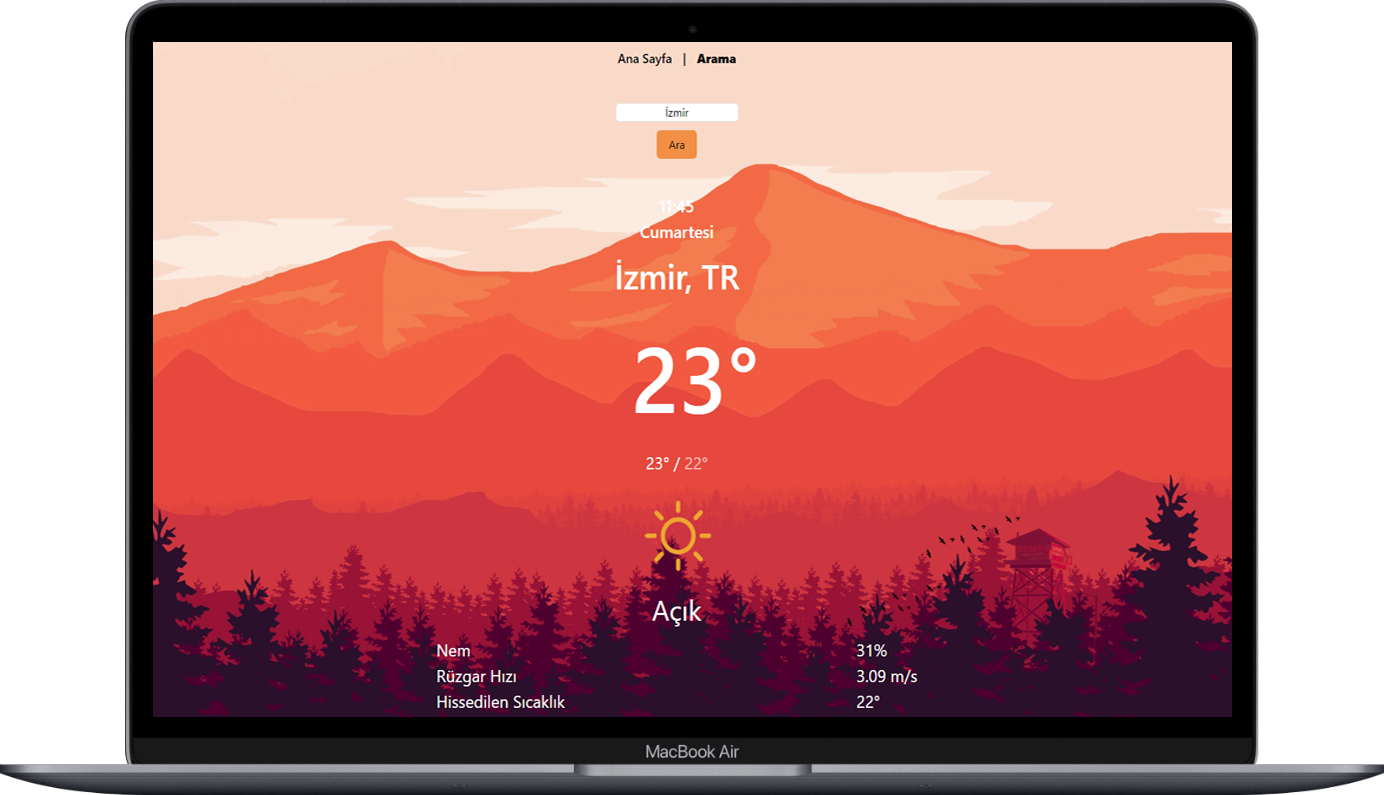 Ana Sayfa | Arama
İzmir
Ara
11:45
Cumartesi
İzmir, TR
23°
23° / 22°
Açık
Nem 31%
Rüzgar Hızı 3.09 m/s
Hissedilen Sıcaklık 22°
MacBook Air